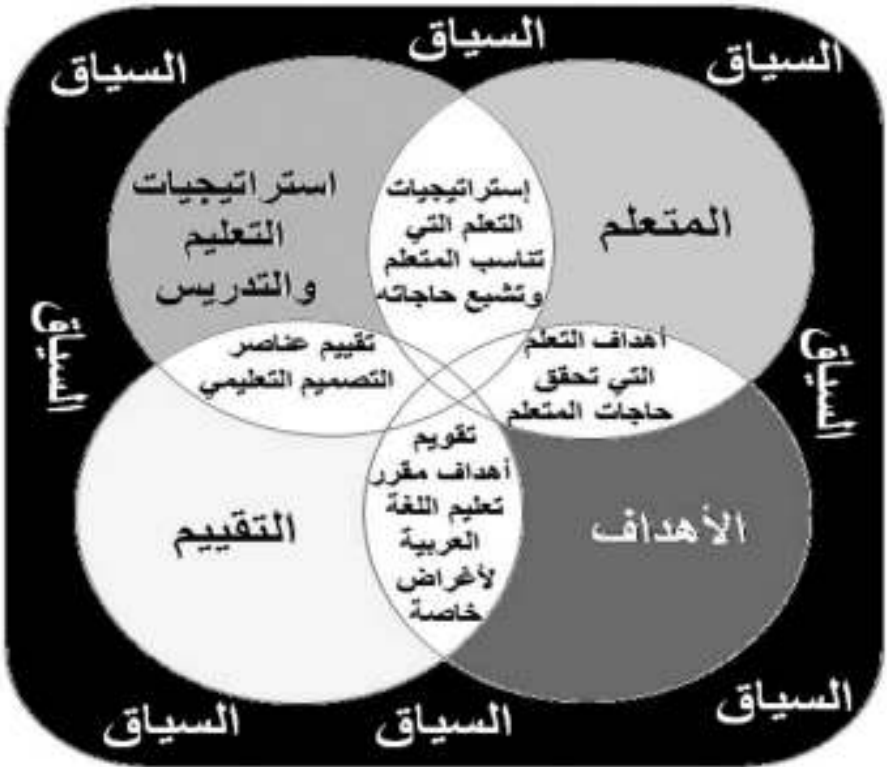 السياق
السياق
السياق
استراتيجيات
التعليم
والتدريس
إستراتيجيات
التعلم التي
تناسب المتعلم
وتشبع حاجاته
المتعلم
السياق
السياق
تقييم عناصر
التصميم التعليمي
أهداف التعلم
التي تحقق
حاجات المتعلم
تقويم
أهداف مقرر
تعليم اللغة
العربية
لأغراض
خاصة
التقييم
الأهداف
السياق
السياق
السياق